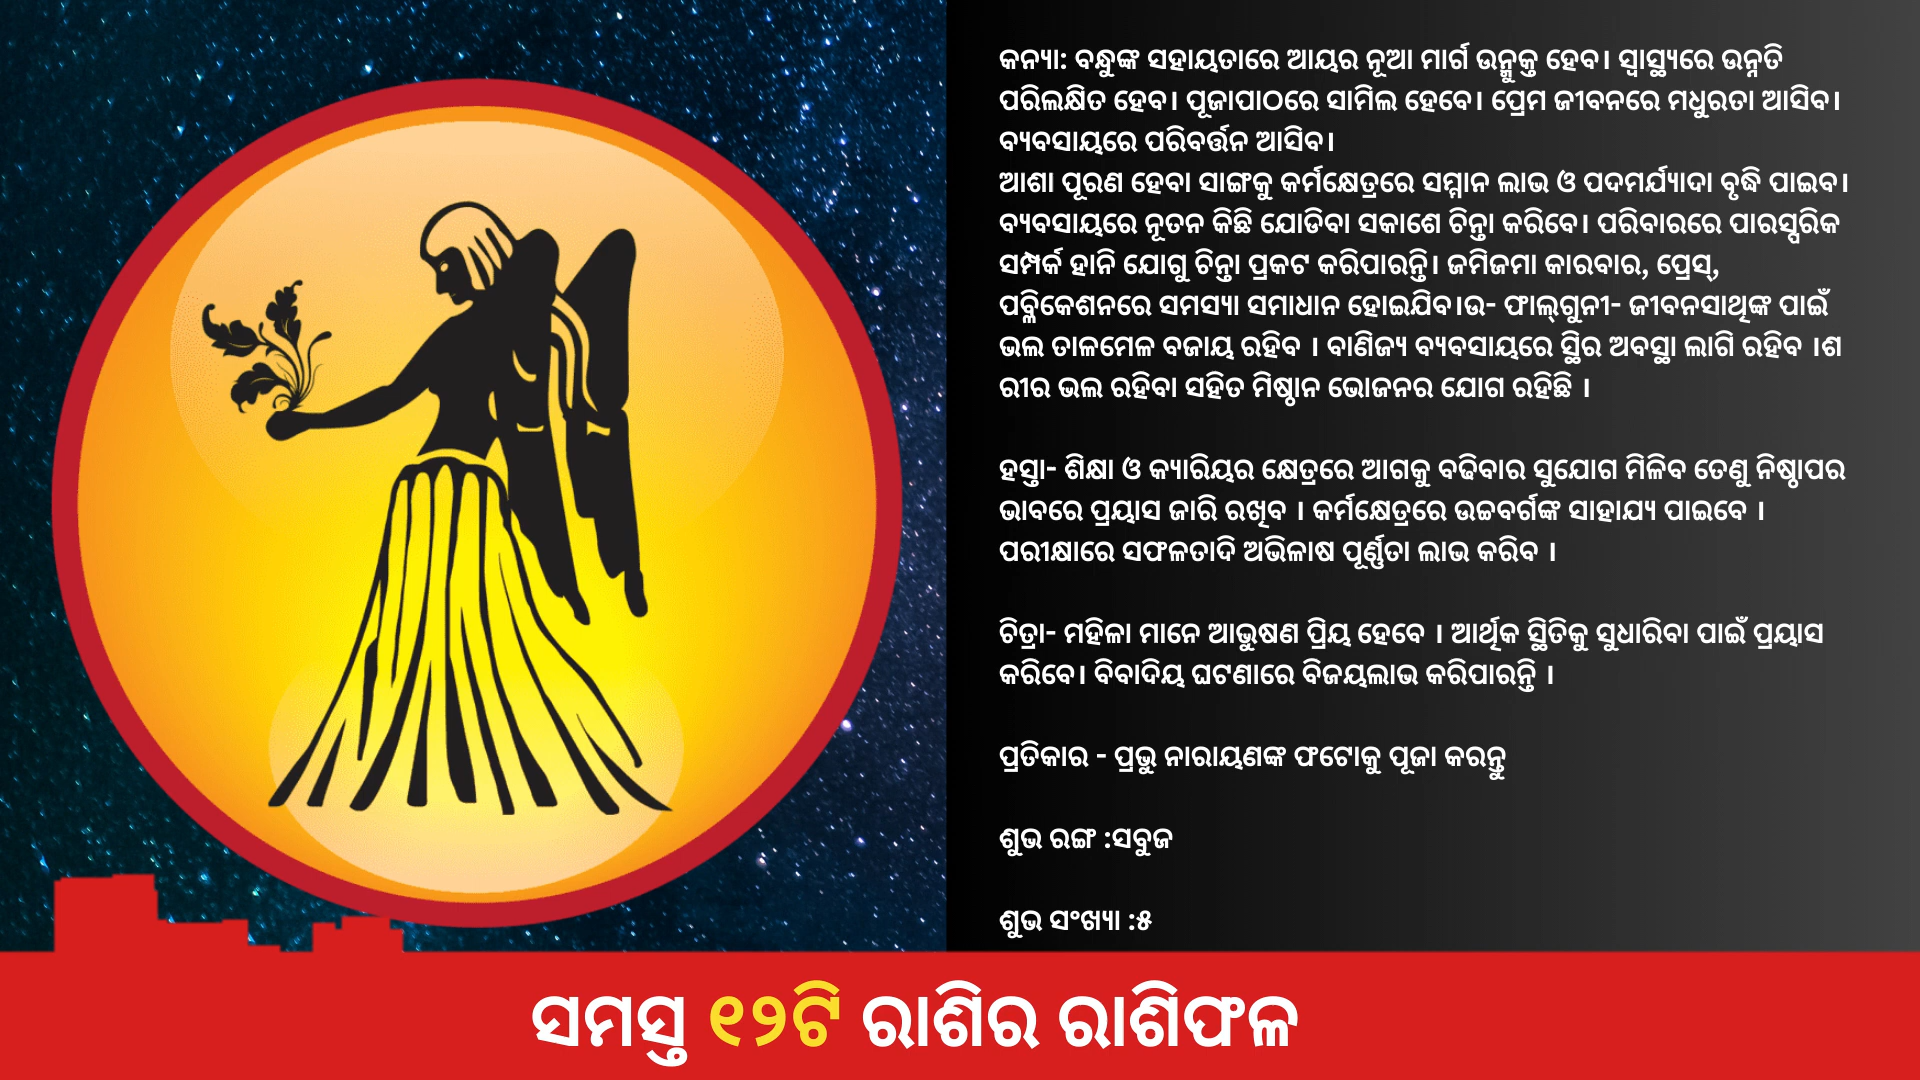 କନ୍ୟା: ବନ୍ଧୁଙ୍କ ସହାୟତାରେ ଆୟର ନୂଆ ମାର୍ଗ ଉନ୍ମୁକ୍ତ ହେବ। ସ୍ୱାସ୍ଥ୍ୟରେ ଉନ୍ନତି
ପରିଲକ୍ଷିତ ହେବ। ପୂଜାପାଠରେ ସାମିଲ ହେବେ। ପ୍ରେମ ଜୀବନରେ ମଧୁରତା ଆସିବ।
ବ୍ୟବସାୟରେ ପରିବର୍ତ୍ତନ ଆସିବ।
ଆଶା ପୂରଣ ହେବା ସାଙ୍ଗକୁ କର୍ମକ୍ଷେତ୍ରରେ ସମ୍ମାନ ଲାଭ ଓ ପଦମର୍ଯ୍ୟାଦା ବୃଦ୍ଧି ପାଇବ।
ବ୍ୟବସାୟରେ ନୂତନ କିଛି ଯୋଡିବା ସକାଶେ ଚିନ୍ତା କରିବେ। ପରିବାରରେ ପାରସ୍ପରିକ
ସମ୍ପର୍କ ହାନି ଯୋଗୁ ଚିନ୍ତା ପ୍ରକଟ କରିପାରନ୍ତି। ଜମିଜମା କାରବାର, ପ୍ରେସ୍,
ପବ୍ଳିକେଶନରେ ସମସ୍ୟା ସମାଧାନ ହୋଇଯିବ।ଉ- ଫାଲ୍‌ଗୁନୀ- ଜୀବନସାଥିଙ୍କ ପାଇଁ
ଭଲ ତାଳମେଳ ବଜାୟ ରହିବ । ବାଣିଜ୍ୟ ବ୍ୟବସାୟରେ ସ୍ଥିର ଅବସ୍ଥା ଲାଗି ରହିବ ।ଶ
ରୀର ଭଲ ରହିବା ସହିତ ମିଷ୍ଠାନ ଭୋଜନର ଯୋଗ ରହିଛି ।
ହସ୍ତା- ଶିକ୍ଷା ଓ କ୍ୟାରିୟର କ୍ଷେତ୍ରରେ ଆଗକୁ ବଢିବାର ସୁଯୋଗ ମିଳିବ ତେଣୁ ନିଷ୍ଠାପର
ଭାବରେ ପ୍ରୟାସ ଜାରି ରଖିବ । କର୍ମକ୍ଷେତ୍ରରେ ଉଚ୍ଚବର୍ଗଙ୍କ ସାହାଯ୍ୟ ପାଇବେ ।
ପରୀକ୍ଷାରେ ସଫଳତାଦି ଅଭିଳାଷ ପୂର୍ଣ୍ଣତା ଲାଭ କରିବ ।
ଚିତ୍ରା- ମହିଳା ମାନେ ଆଭୁଷଣ ପ୍ରିୟ ହେବେ । ଆର୍ଥିକ ସ୍ଥିତିକୁ ସୁଧାରିବା ପାଇଁ ପ୍ରୟାସ
କରିବେ। ବିବାଦିୟ ଘଟଣାରେ ବିଜୟଲାଭ କରିପାରନ୍ତି ।
ପ୍ରତିକାର - ପ୍ରଭୁ ନାରାୟଣଙ୍କ ଫଟୋକୁ ପୂଜା କରନ୍ତୁ
ଶୁଭ ରଙ୍ଗ :ସବୁଜ
ଶୁଭ ସଂଖ୍ୟା :୫
ସମସ୍ତ ୧୨ଟି ରାଶିର ରାଶିଫଳ